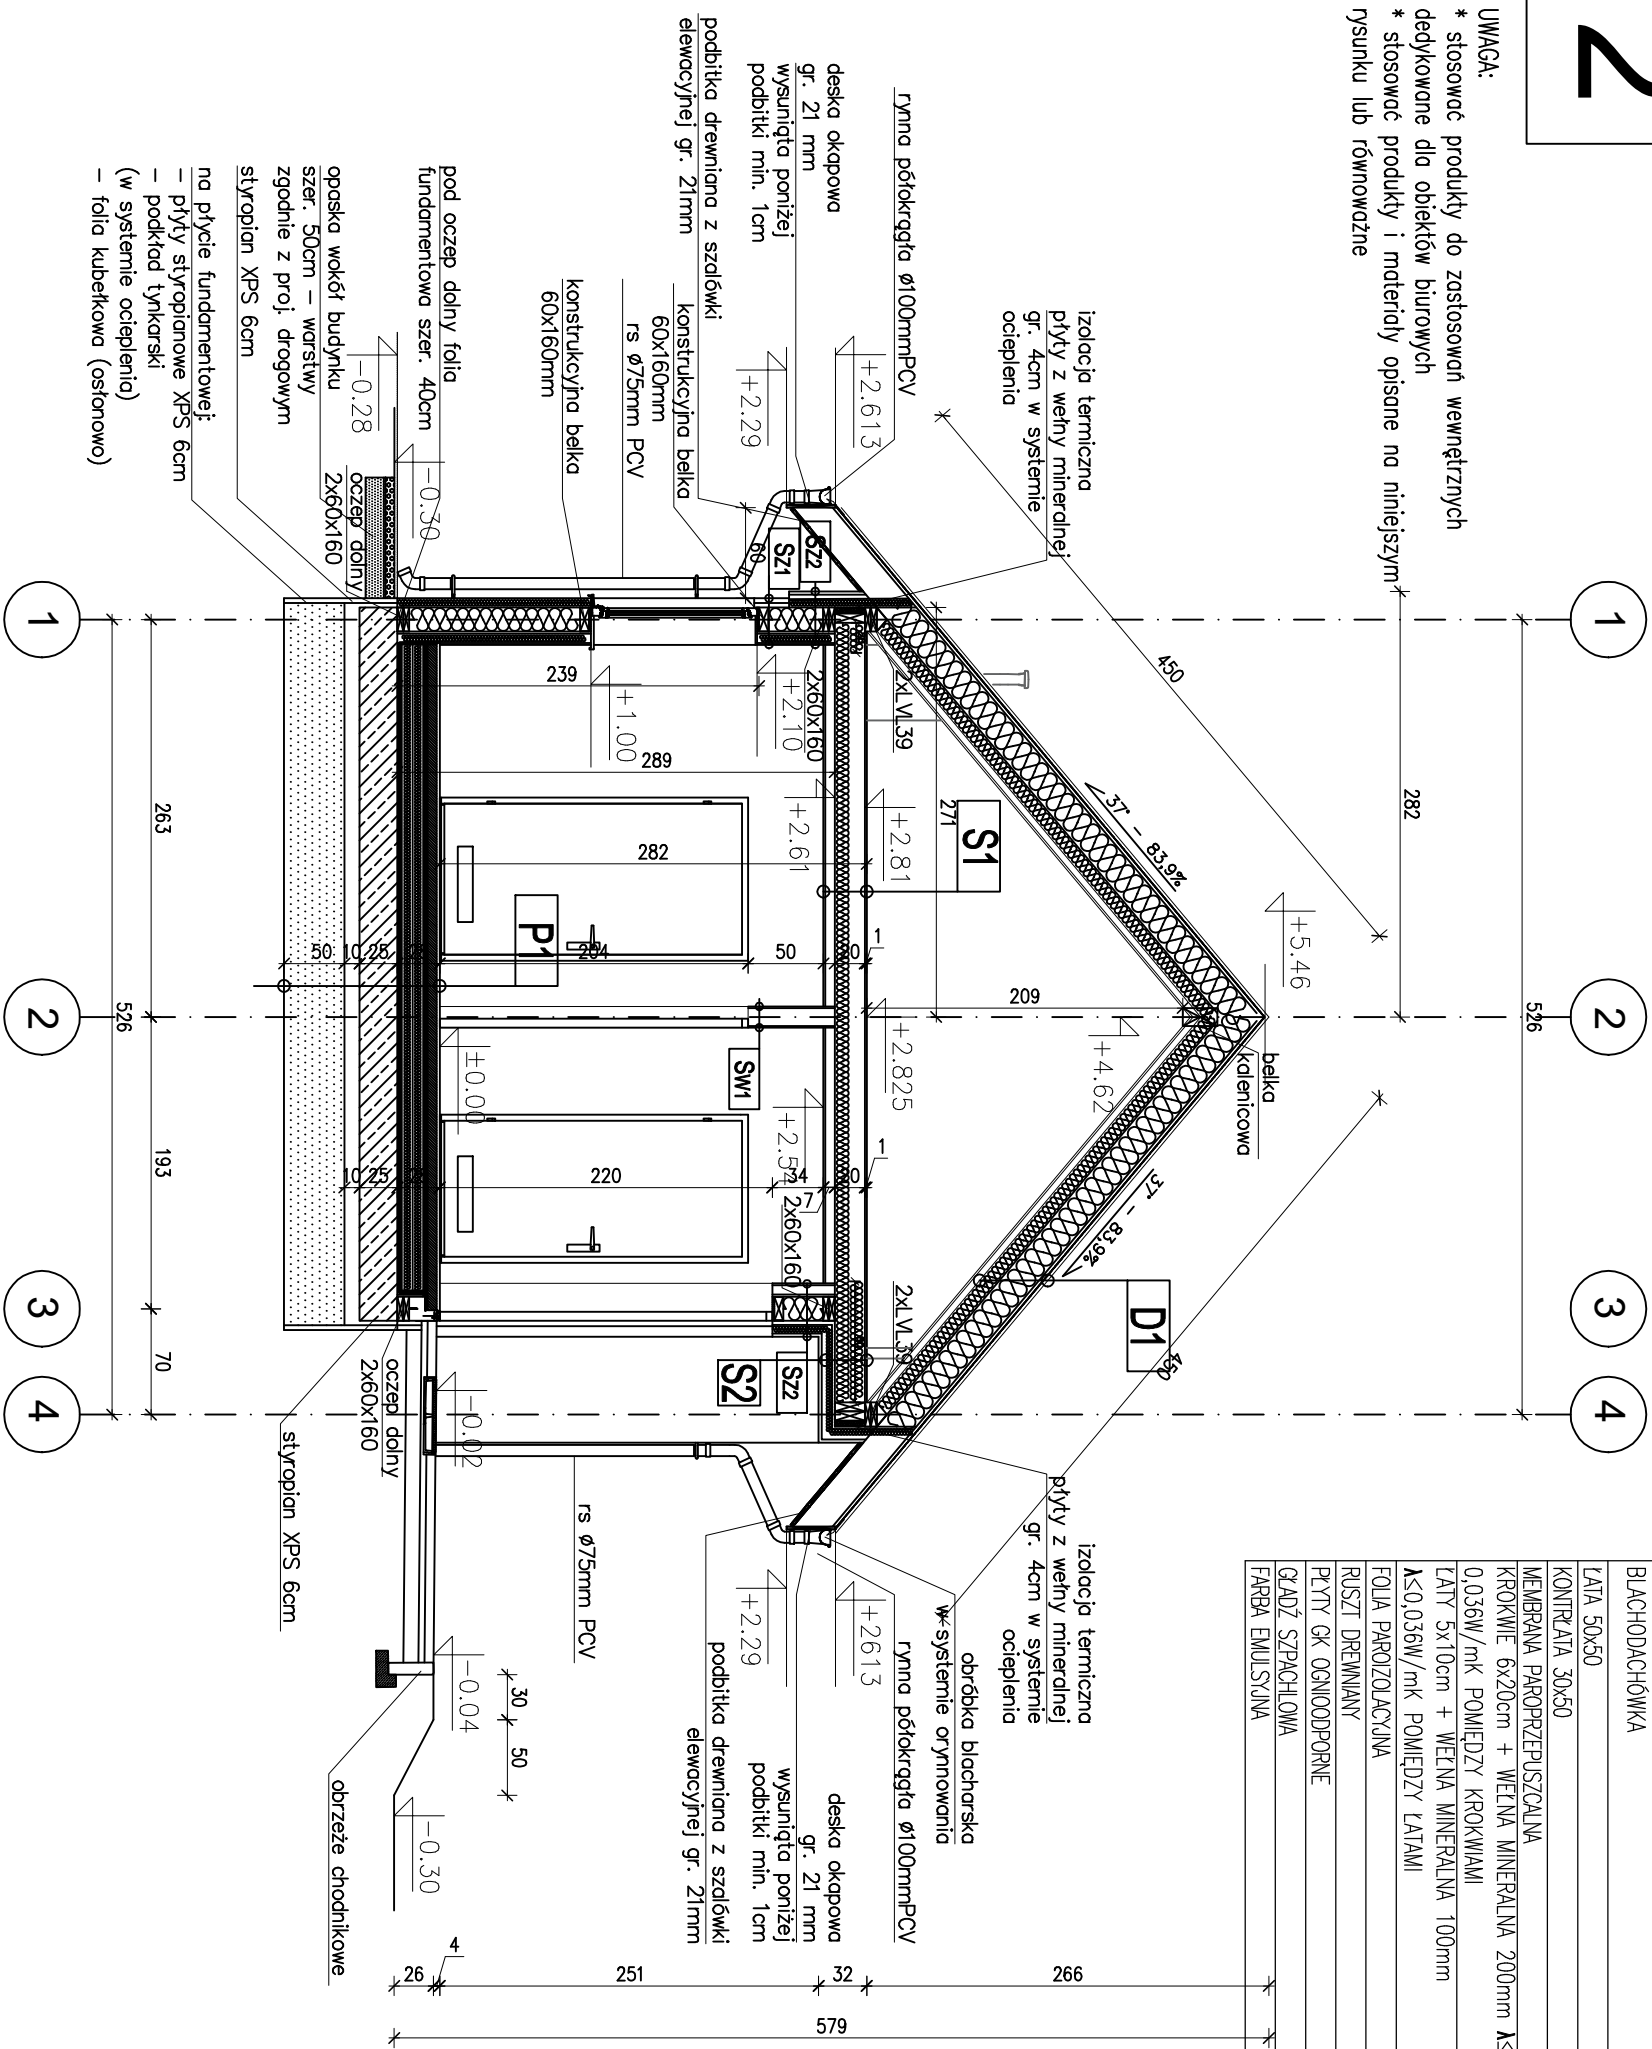 2
UWAGA:
* stosować produkty do zastosowań wewnętrznych
dedykowane dla obiektów biurowych
* stosować produkty i materiały opisane na niniejszym
rysunku lub równoważne
1
2
3
4
526
282
BLACHODACHÓWKA
ŁATA 50x50
KONTRŁATA 30x50
MEMBRANA PAROPRZEPUSZCALNA
KROKWIE 6x20cm + WEŁNA MINERALNA 200mm λ≤
0,036W/mK POMIĘDZY KROKWIAMI
ŁATY 5x10cm + WEŁNA MINERALNA 100mm
λ≤0,036W/mK POMIĘDZY ŁATAMI
FOLIA PAROIZOLACYJNA
RUSZT DREWNIANY
PŁYTY GK OGNIOODPORNE
GŁADŹ SZPACHLOWA
FARBA EMULSYJNA
+5.46
belka
kalenicowa
450
37° - 83,9%
37° - 83,9%
D1
450
+4.62
209
izolacja termiczna
płyty z wełny mineralnej
gr. 4cm w systemie
ocieplenia
izolacja termiczna
płyty z wełny mineralnej
gr. 4cm w systemie
ocieplenia
S1
271
obróbka blacharska
w systemie orynnowania
rynna półokrągła ø100mmPCV
+2.613
2xLVL39
+2.81
+2.825
2xLVL39
+2613
rynna półokrągła ø100mmPCV
1
1
deska okapowa
gr. 21 mm
wysunięta poniżej
podbitki min. 1cm
+2.29
Sz2
Sz1
60
2x60x160
+2.10
+2.61
+2.54
2x60x160
Sz2
S2
SW1
+2.29
deska okapowa
gr. 21 mm
wysunięta poniżej
podbitki min. 1cm
podbitka drewniana z szalówki
elewacyjnej gr. 21mm
podbitka drewniana z szalówki
elewacyjnej gr. 21mm
konstrukcyjna belka
60x160mm
rs ø75mm PCV
konstrukcyjna belka
60x160mm
rs ø75mm PCV
239
+1.00
289
282
P1
50
10
25
25
204
50
20
10
25
25
220
34
7
20
±0.00
-0.02
-0.04
30
50
-0.30
pod oczep dolny folia
fundamentowa szer. 40cm
-0.30
-0.28
opaska wokół budynku
szer. 50cm - warstwy
zgodnie z proj. drogowym
oczep dolny
2x60x160
oczep dolny
2x60x160
styropian XPS 6cm
styropian XPS 6cm
obrzeże chodnikowe
na płycie fundamentowej:
- płyty styropianowe XPS 6cm
- podkład tynkarski
(w systemie ocieplenia)
- folia kubełkowa (osłonowo)
263
193
70
526
1
2
3
4
26
4
251
32
266
579